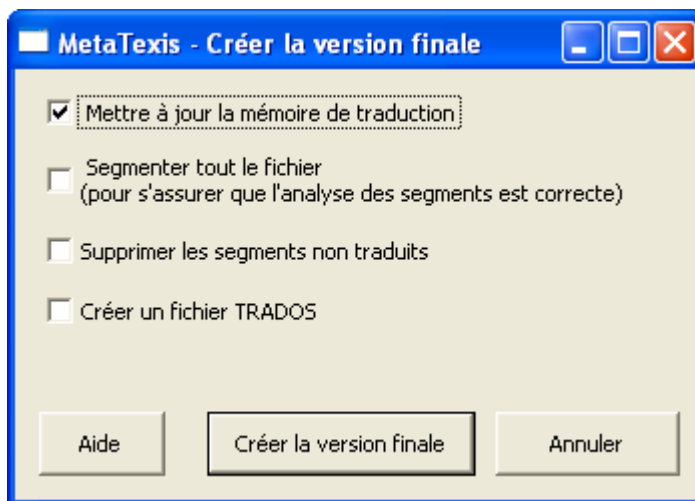 MetaTexis - Créer la version finale
Mettre à jour la mémoire de traduction
Segmenter tout le fichier
(pour s'assurer que l'analyse des segments est correcte)
Supprimer les segments non traduits
Créer un fichier TRADOS
Aide
Créer la version finale
Annuler